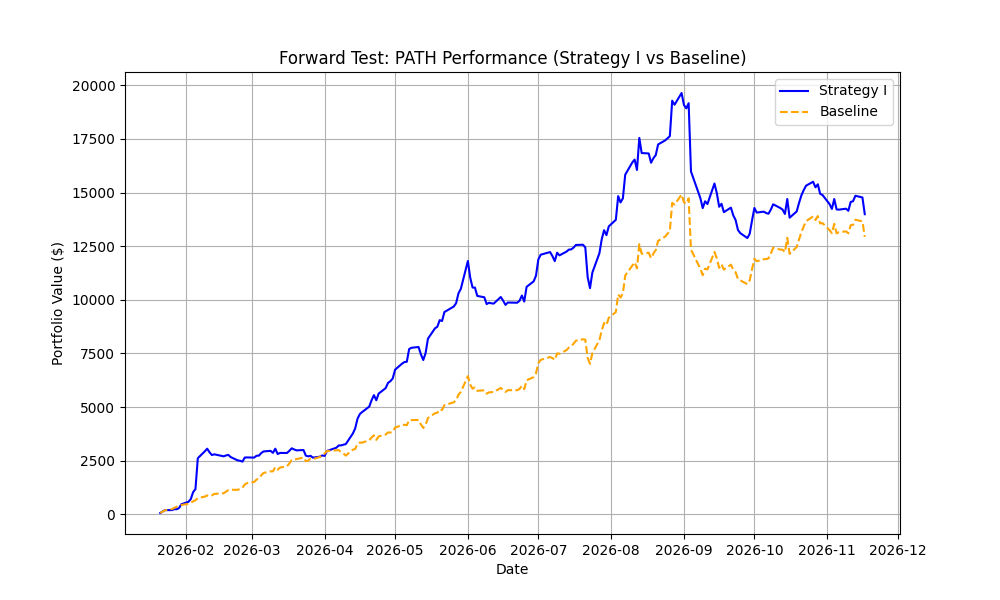 Forward Test: PATH Performance (Strategy I vs Baseline)
Strategy I
Baseline
Portfolio Value ($)
20000
17500
15000
12500
10000
7500
5000
2500
0
2026-02 2026-03 2026-04 2026-05 2026-06 2026-07 2026-08 2026-09 2026-10 2026-11 2026-12
Date